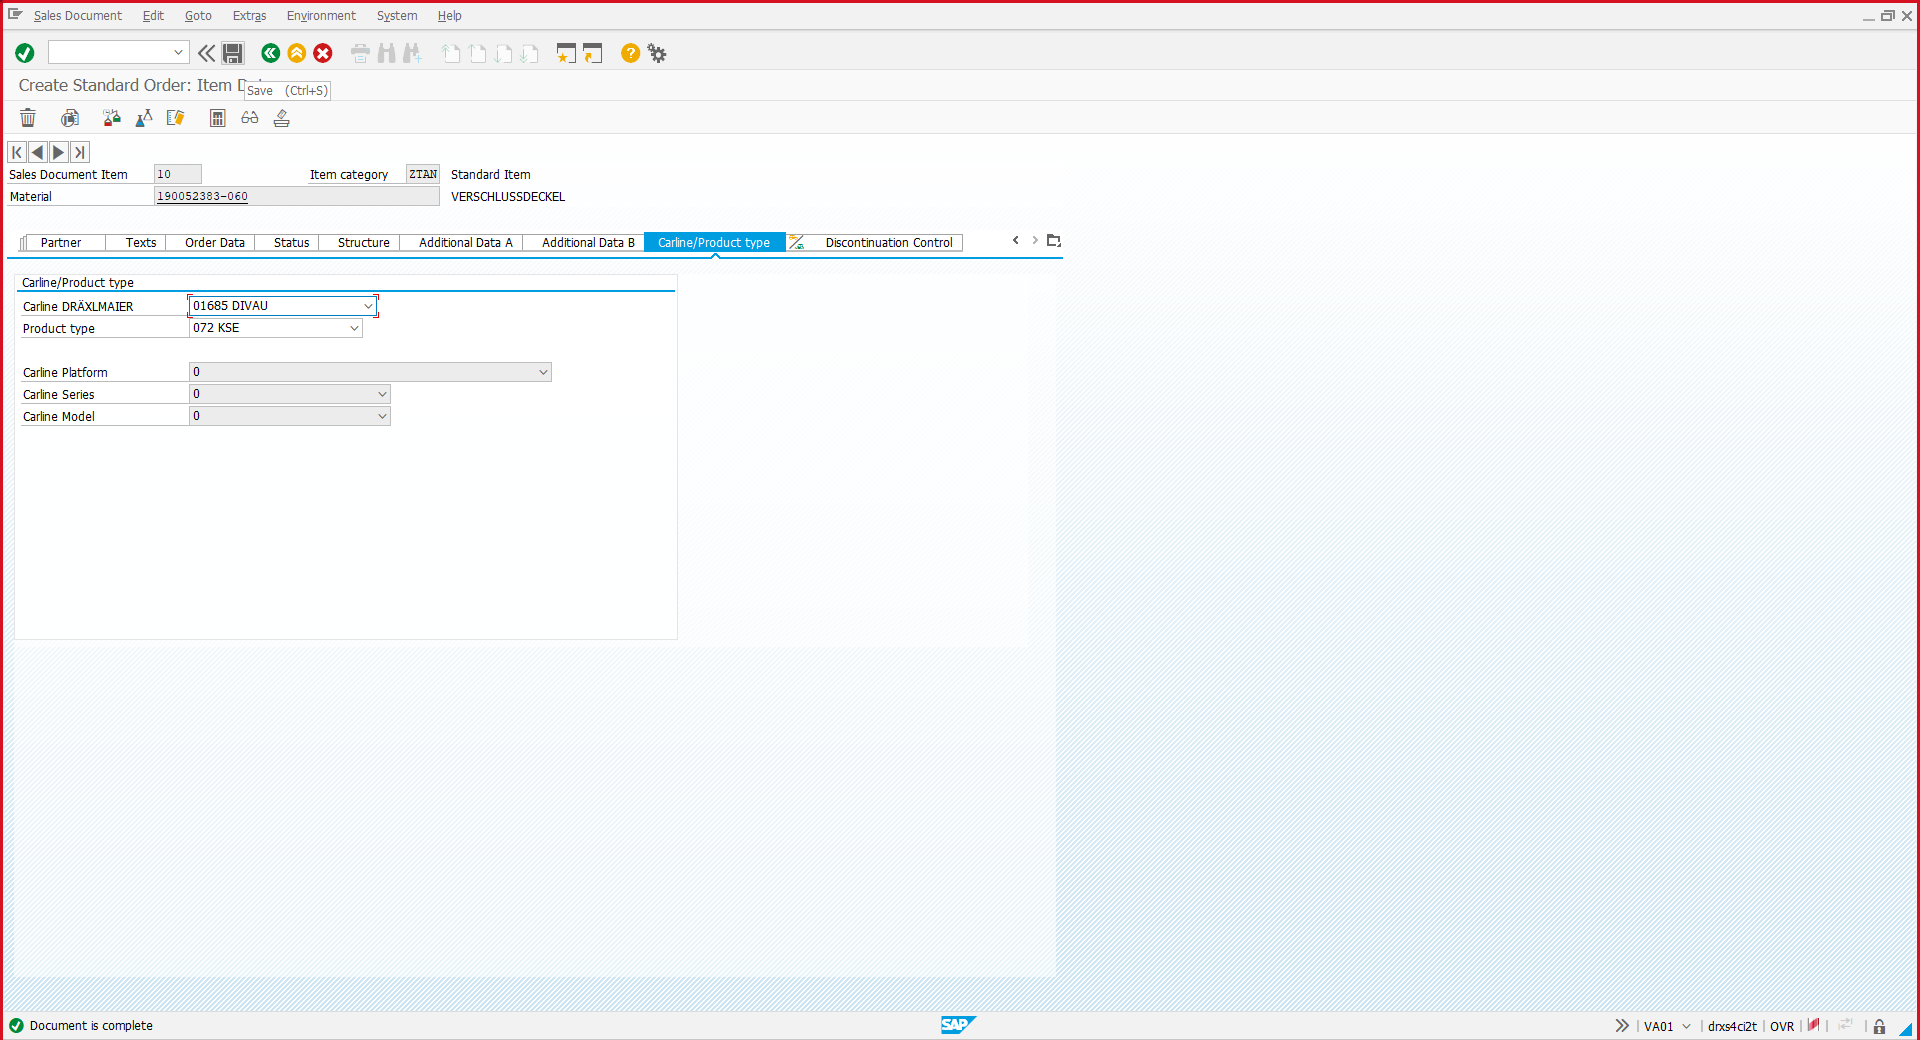 Sales Document Edit Goto Extras Environment System Help
Create Standard Order: Item
Save (Ctrl+S)
Sales Document Item 10 Item category ZTAN Standard Item
Material 190052383-060 VERSCHLUSSDECKEL
Partner Texts Order Data Status Structure Additional Data A Additional Data B Carline/Product type Discontinuation Control
Carline/Product type
Carline DRÄXLMAIER 01685 DIVAU
Product type 072 KSE
Carline Platform 0
Carline Series 0
Carline Model 0
Document is complete SAP VA01 drxs4ci2t OVR